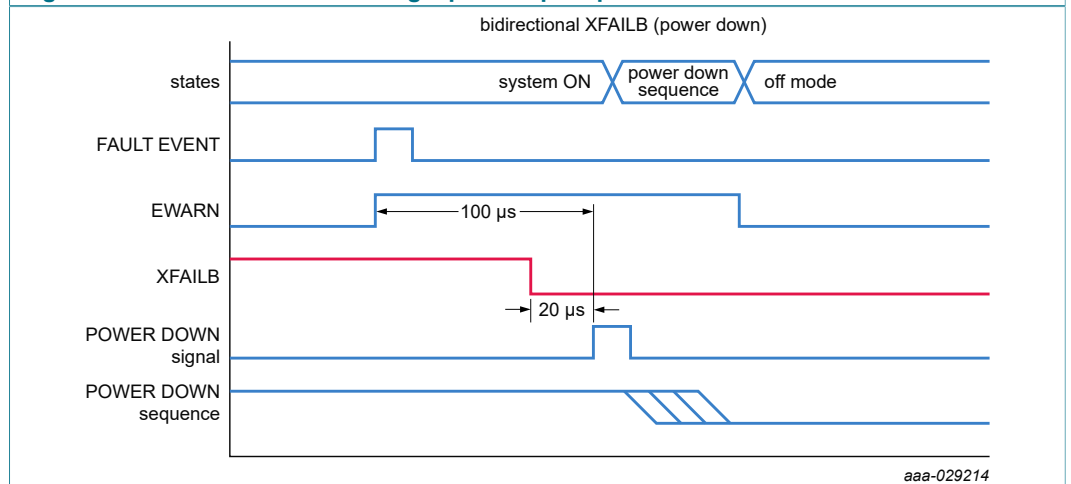 bidirectional XFAILB (power down)
states
system ON
power down
sequence
off mode
FAULT EVENT
EWARN
100 µs
XFAILB
20 µs
POWER DOWN
signal
POWER DOWN
sequence
aaa-029214